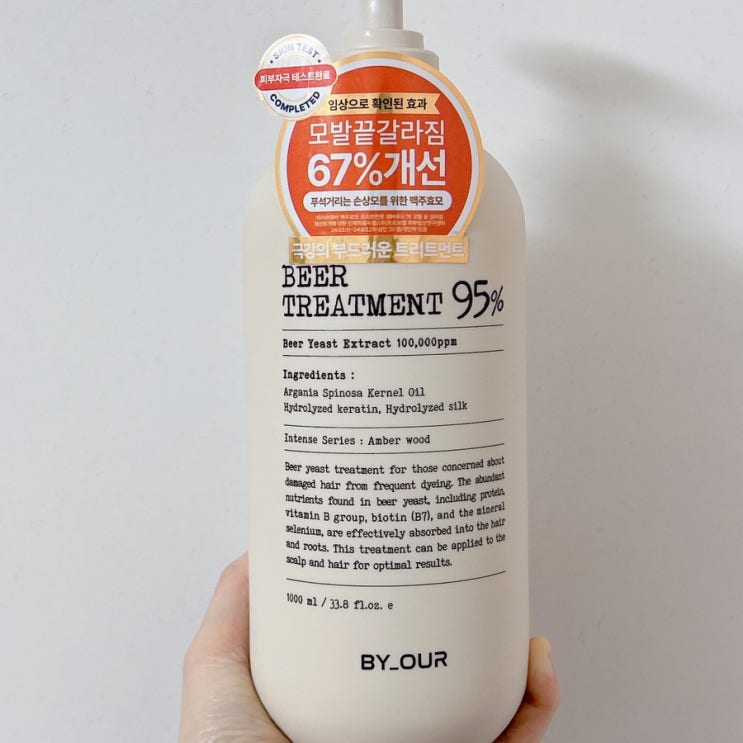 SKIN TEST
피부자극 테스트완료
COMPLETED
임상으로 확인된 효과
모발끝갈라짐
67%개선
푸석거리는 손상모를 위한 맥주효모
극강의 부드러운 트리트먼트
BEER
TREATMENT 95%
Beer Yeast Extract 100,000ppm
Ingredients :
Argania Spinosa Kernel Oil
Hydrolyzed keratin, Hydrolyzed silk
Intense Series : Amber wood
Beer yeast treatment for those concerned about
damaged hair from frequent dyeing. The abundant
nutrients found in beer yeast, including protein,
vitamin B group, biotin (B7), and the mineral
selenium, are effectively absorbed into the hair
and roots. This treatment can be applied to the
scalp and hair for optimal results.
1000 ml / 33.8 fl.oz. e
BY_OUR